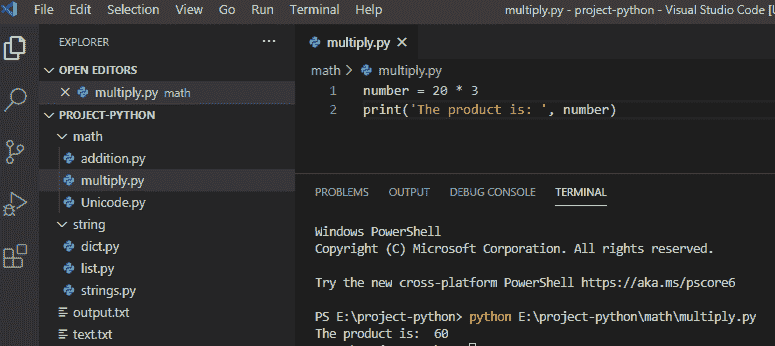 File Edit Selection View Go Run Terminal Help
multiply.py - project-python - Visual Studio Code [U
EXPLORER
OPEN EDITORS
multiply.py math
PROJECT-PYTHON
math
addition.py
multiply.py
Unicode.py
string
dict.py
list.py
strings.py
output.txt
text.txt
multiply.py
math > multiply.py
1 number = 20 * 3
2 print('The product is: ', number)
PROBLEMS OUTPUT DEBUG CONSOLE TERMINAL
Windows PowerShell
Copyright (C) Microsoft Corporation. All rights reserved.
Try the new cross-platform PowerShell https://aka.ms/pscore6
PS E:\project-python> python E:\project-python\math\multiply.py
The product is:  60